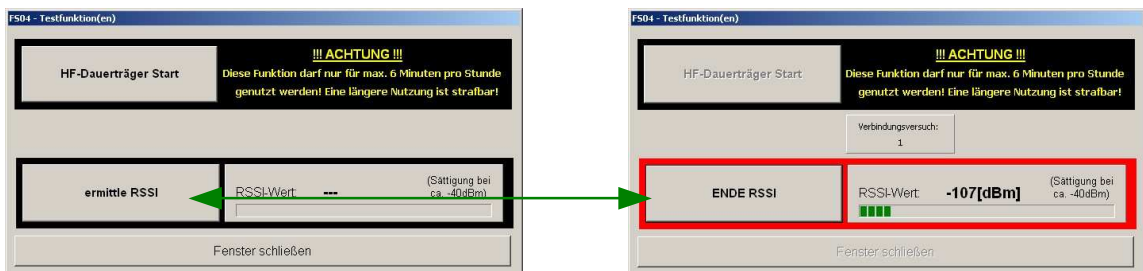 FS04 - Testfunktion(en)
HF-Dauerträger Start
!!! ACHTUNG !!!
Diese Funktion darf nur für max. 6 Minuten pro Stunde
genutzt werden! Eine längere Nutzung ist strafbar!
ermittle RSSI
RSSI-Wert: ---
(Sättigung bei
ca. -40dBm)
Fenster schließen
FS04 - Testfunktion(en)
HF-Dauerträger Start
!!! ACHTUNG !!!
Diese Funktion darf nur für max. 6 Minuten pro Stunde
genutzt werden! Eine längere Nutzung ist strafbar!
Verbindungsversuch:
1
ENDE RSSI
RSSI-Wert: -107[dBm]
(Sättigung bei
ca. -40dBm)
Fenster schließen